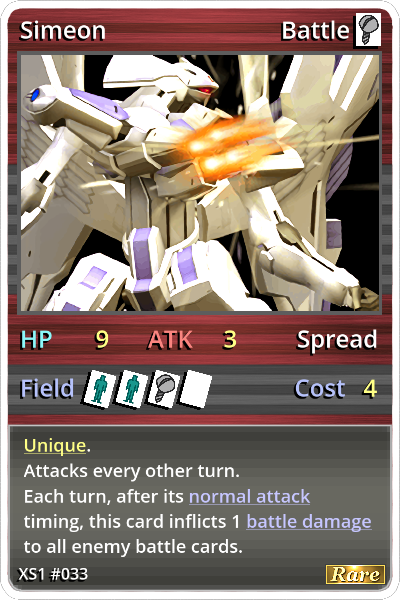 Simeon Battle
HP 9 ATK 3 Spread
Field Cost 4
Unique.
Attacks every other turn.
Each turn, after its normal attack
timing, this card inflicts 1 battle damage
to all enemy battle cards.
XS1 #033 Rare